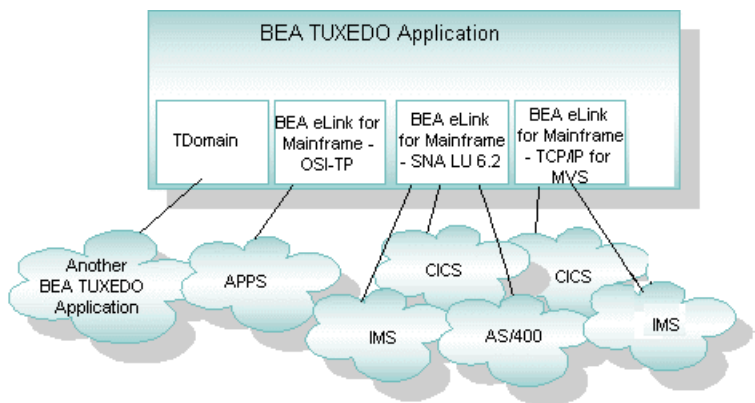 BEA TUXEDO Application
TDomain
BEA eLink for
Mainframe -
OSI-TP
BEA eLink
for Mainframe
- SNA LU 6.2
BEA eLink
for Mainframe
- TCP/IP for
MVS
Another
BEA TUXEDO
Application
APPS
CICS
CICS
IMS
AS/400
IMS